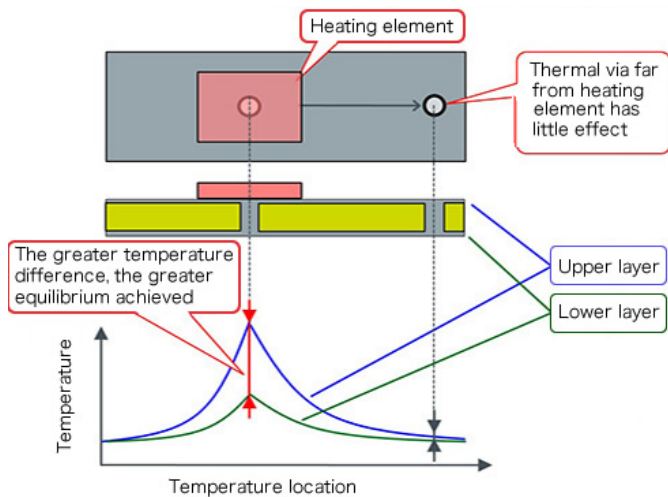 Heating element
Thermal via far
from heating
element has
little effect
The greater temperature
difference, the greater
equilibrium achieved
Upper layer
Lower layer
Temperature
Temperature location